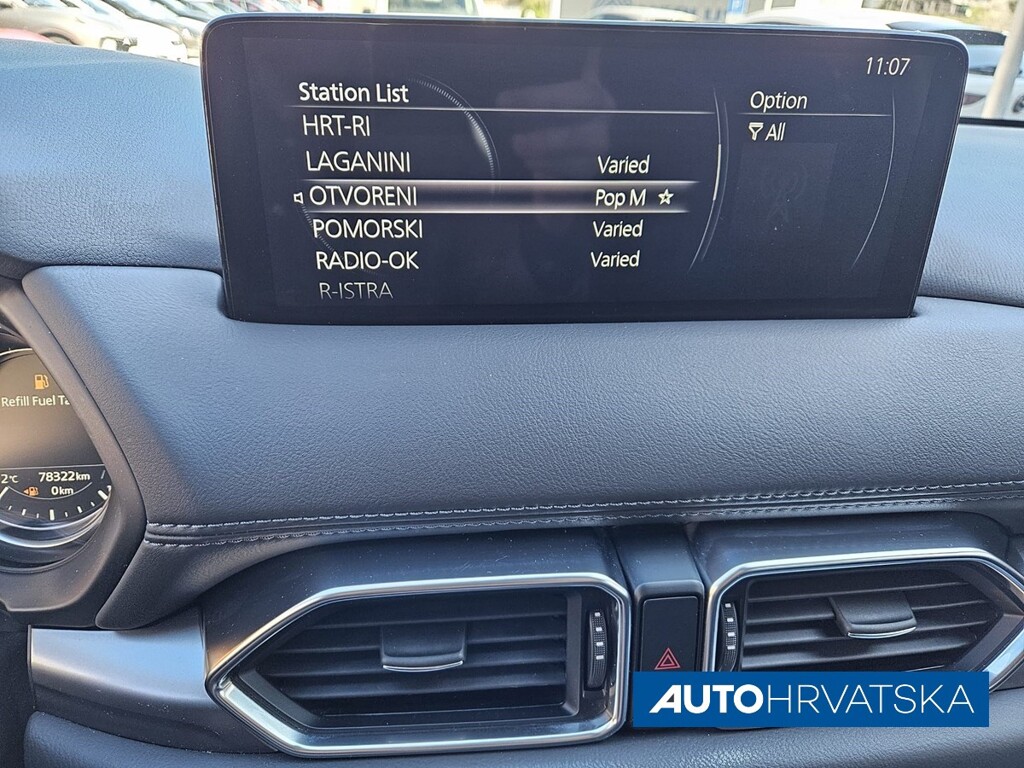 11:07
Station List
Option
HRT-RI
All
LAGANINI Varied
OTVORENI Pop M
POMORSKI Varied
RADIO-OK Varied
R-ISTRA
Refill Fuel
2°C 78322km
0km
AUTOHRVATSKA